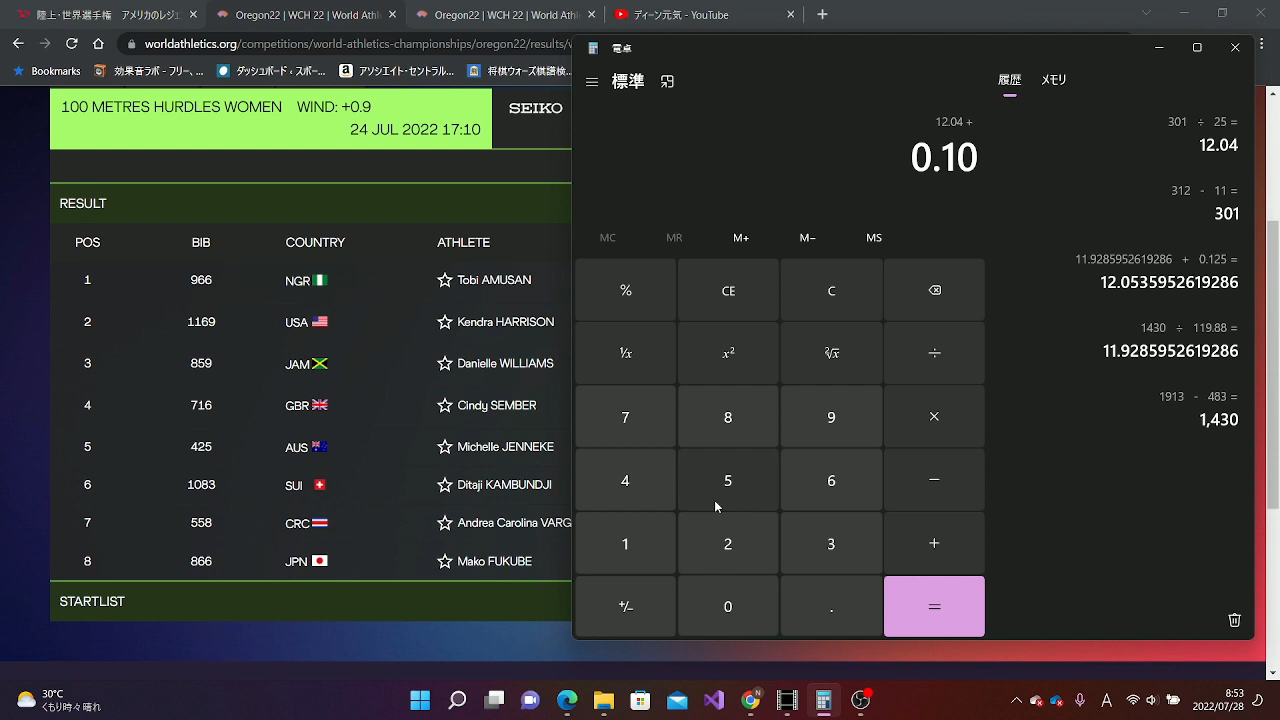 陸上・世界選手権 アメリカのレジェ
Oregon22 | WCH 22 | World Athle
Oregon22 | WCH 22 | World Athle
ディーン元気 - YouTube
worldathletics.org/competitions/world-athletics-championships/oregon22/results/w
Bookmarks
効果音ラボ - フリー、...
ダッシュボード ‹ スポー...
アソシエイト・セントラル...
将棋ウォーズ棋譜検...
100 METRES HURDLES WOMEN WIND: +0.9
24 JUL 2022 17:10
SEIKO
RESULT
POS BIB COUNTRY ATHLETE
1 966 NGR Tobi AMUSAN
2 1169 USA Kendra HARRISON
3 859 JAM Danielle WILLIAMS
4 716 GBR Cindy SEMBER
5 425 AUS Michelle JENNEKE
6 1083 SUI Ditaji KAMBUNDJI
7 558 CRC Andrea Carolina VARG
8 866 JPN Mako FUKUBE
STARTLIST
電卓
標準
履歴 メモリ
12.04 +
0.10
MC MR M+ M− MS
% CE C
¹/x x² ²√x ÷
7 8 9 ×
4 5 6 −
1 2 3 +
+/− 0 . =
301 ÷ 25 =
12.04
312 - 11 =
301
11.9285952619286 + 0.125 =
12.0535952619286
1430 ÷ 119.88 =
11.9285952619286
1913 - 483 =
1,430
30°C
くもり時々晴れ
A
8:53
2022/07/28